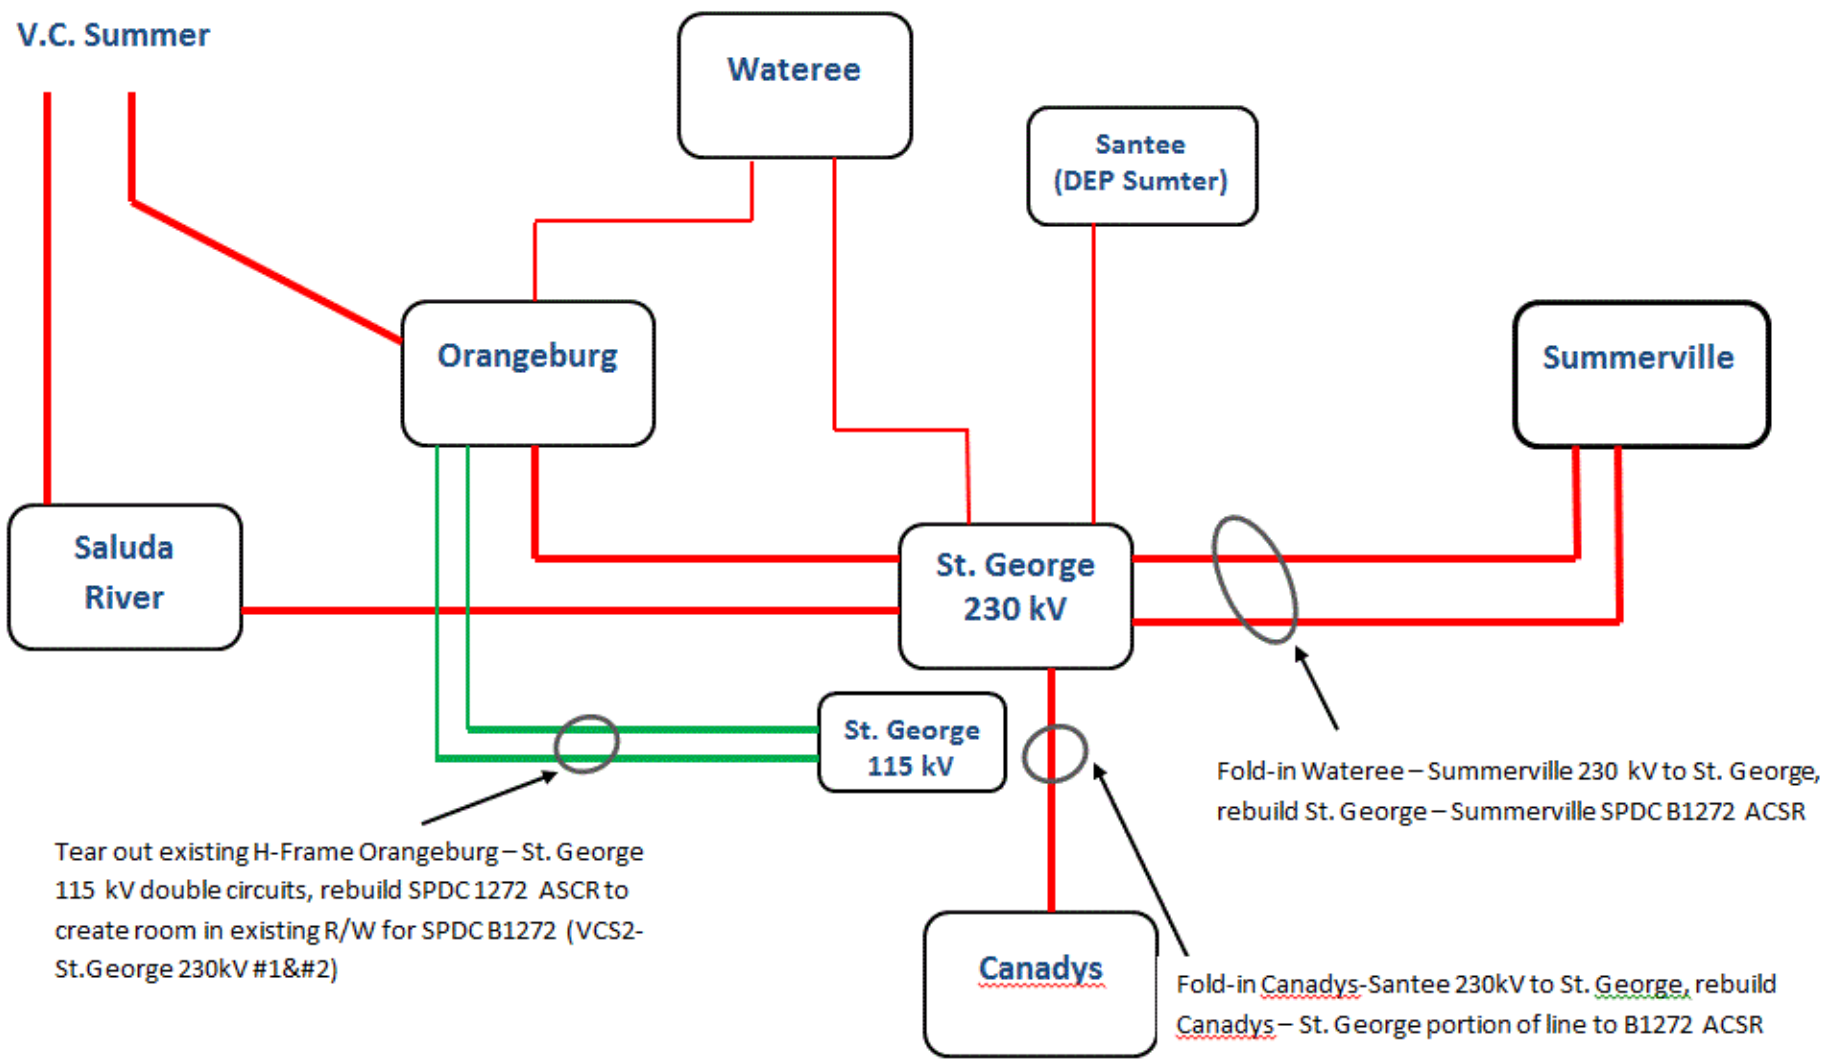 V.C. Summer
Wateree
Santee
(DEP Sumter)
Orangeburg
Summerville
Saluda
River
St. George
230 kV
St. George
115 kV
Fold-in Wateree – Summerville 230 kV to St. George,
rebuild St. George – Summerville SPDC B1272 ACSR
Tear out existing H-Frame Orangeburg – St. George
115 kV double circuits, rebuild SPDC 1272 ASCR to
create room in existing R/W for SPDC B1272 (VCS2-
St.George 230kV #1&#2)
Canadys
Fold-in Canadys-Santee 230kV to St. George, rebuild
Canadys – St. George portion of line to B1272 ACSR